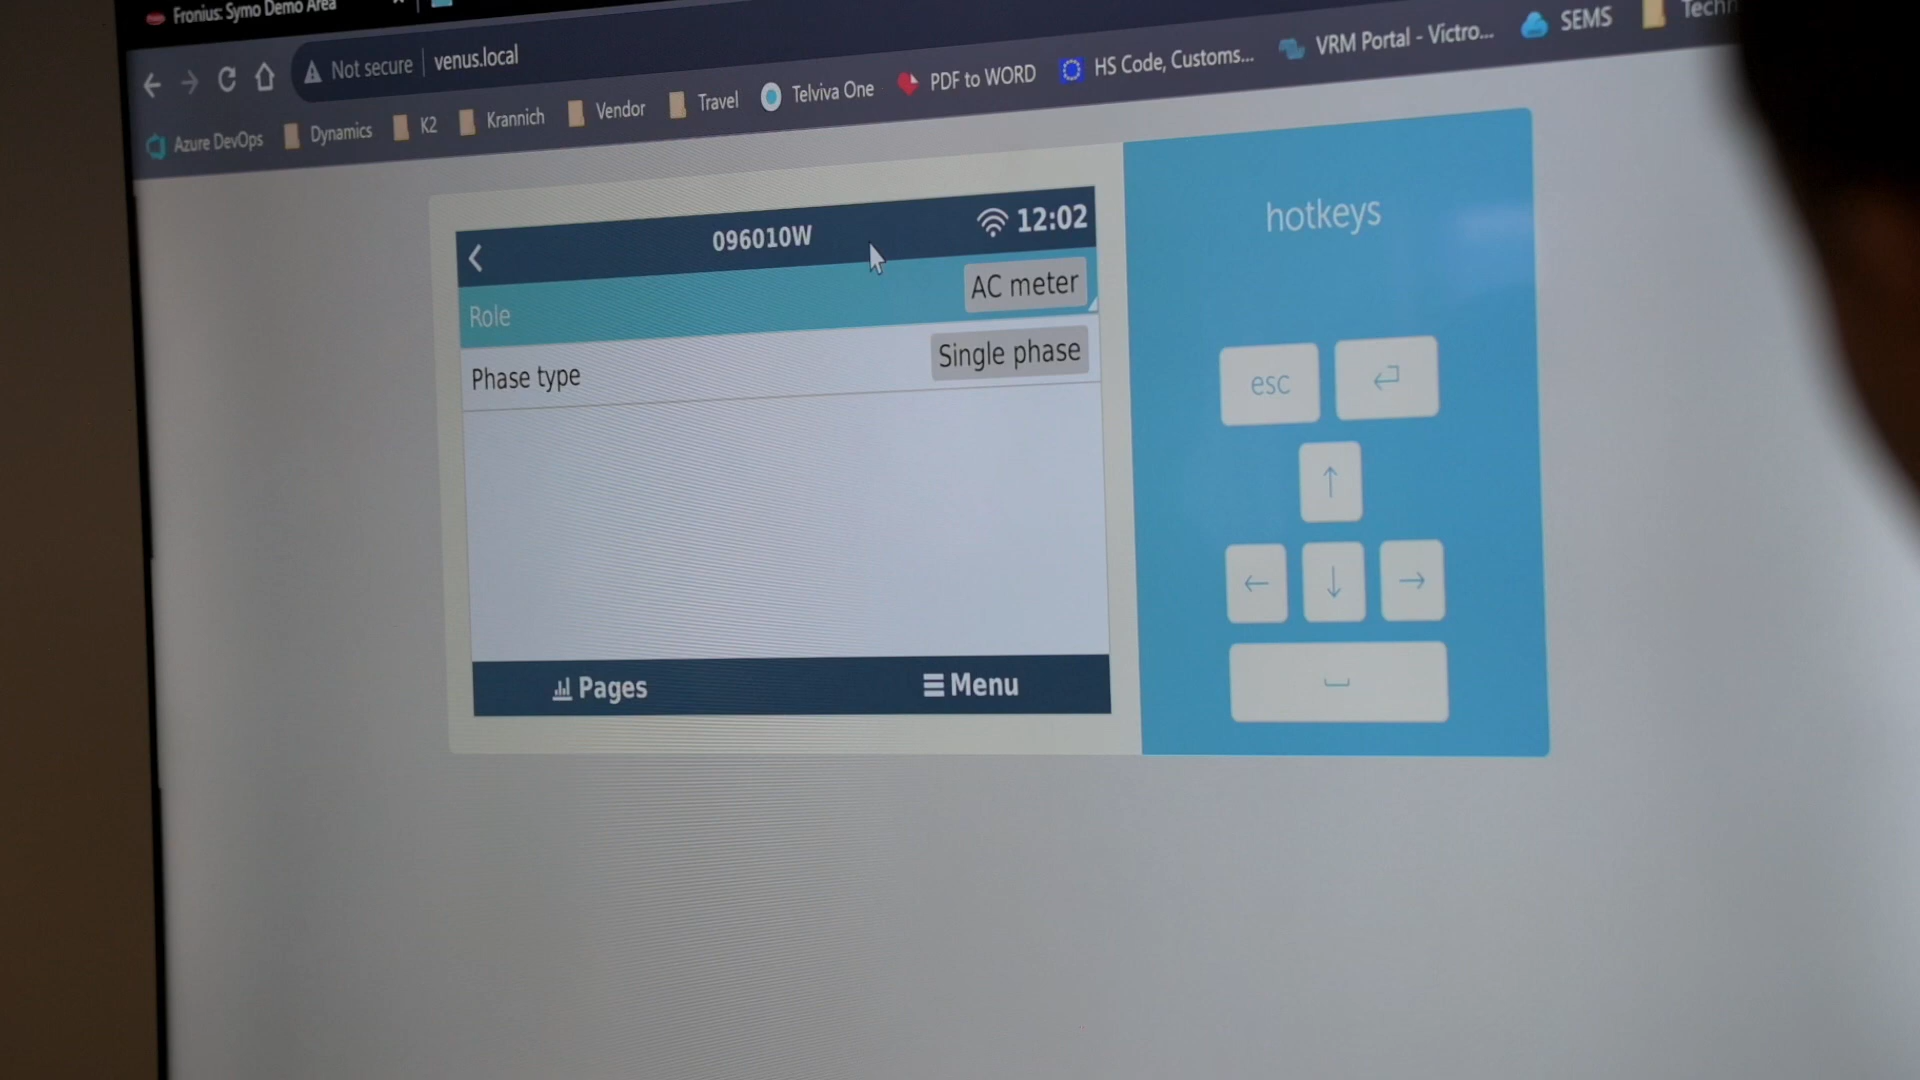 Fronius: Symo Demo Area
Not secure venus.local
Azure DevOps Dynamics K2 Krannich Vendor Travel Telviva One PDF to WORD HS Code, Customs... VRM Portal - Victro... SEMS
096010W 12:02
Role AC meter
Phase type Single phase
Pages Menu
hotkeys
esc